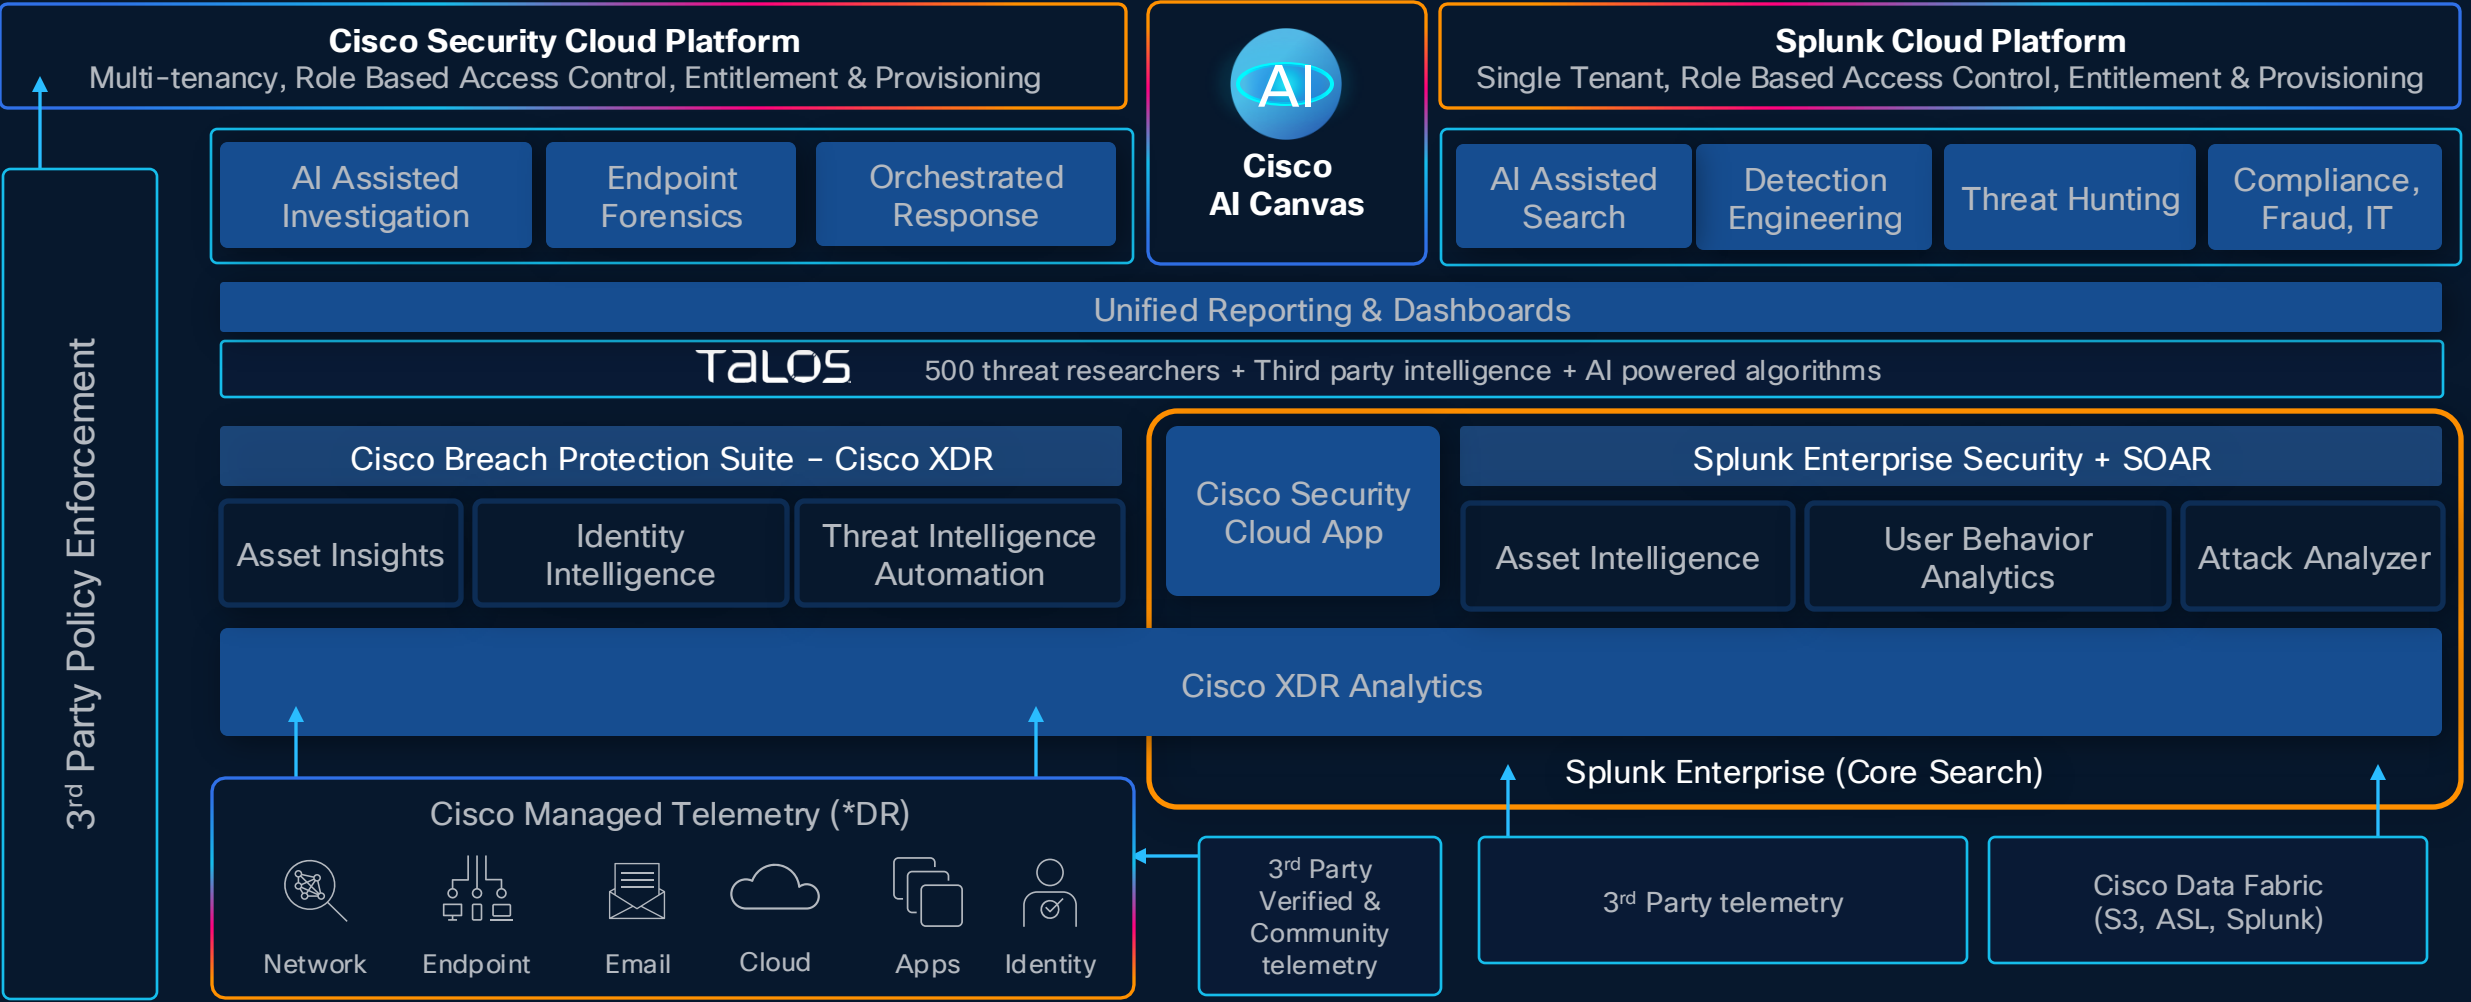 Cisco Security Cloud Platform
Multi-tenancy, Role Based Access Control, Entitlement & Provisioning
AI
Cisco
AI Canvas
Splunk Cloud Platform
Single Tenant, Role Based Access Control, Entitlement & Provisioning
AI Assisted
Investigation
Endpoint
Forensics
Orchestrated
Response
AI Assisted
Search
Detection
Engineering
Threat Hunting
Compliance,
Fraud, IT
3rd Party Policy Enforcement
Unified Reporting & Dashboards
TALOS
500 threat researchers + Third party intelligence + AI powered algorithms
Cisco Breach Protection Suite – Cisco XDR
Asset Insights
Identity
Intelligence
Threat Intelligence
Automation
Cisco Security
Cloud App
Splunk Enterprise Security + SOAR
Asset Intelligence
User Behavior
Analytics
Attack Analyzer
Cisco XDR Analytics
Splunk Enterprise (Core Search)
Cisco Managed Telemetry (*DR)
Network
Endpoint
Email
Cloud
Apps
Identity
3rd Party
Verified &
Community
telemetry
3rd Party telemetry
Cisco Data Fabric
(S3, ASL, Splunk)